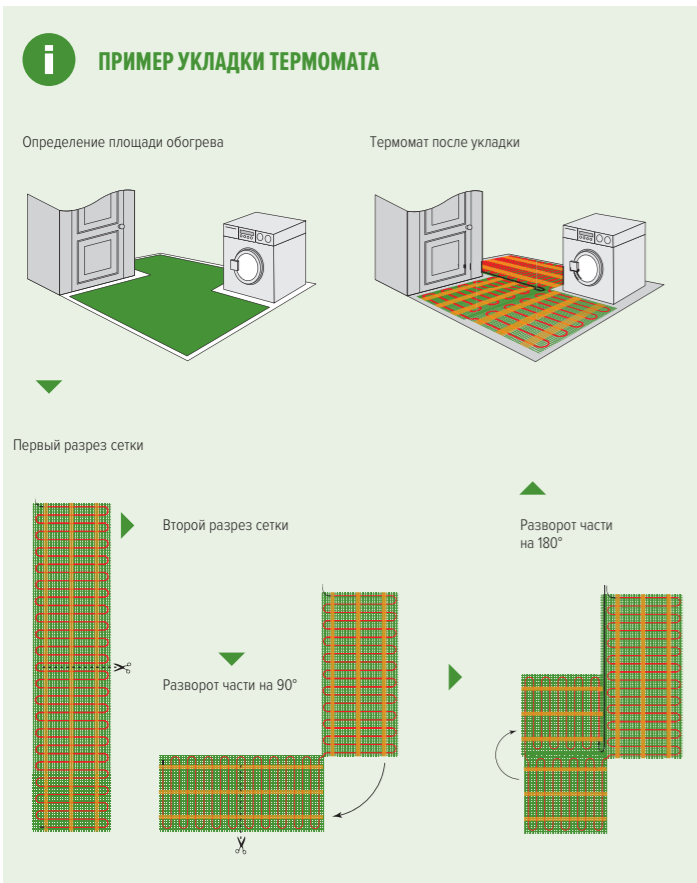 ПРИМЕР УКЛАДКИ ТЕРМОМАТА
Определение площади обогрева
Термомат после укладки
Первый разрез сетки
Второй разрез сетки
Разворот части на 90°
Разворот части
на 180°